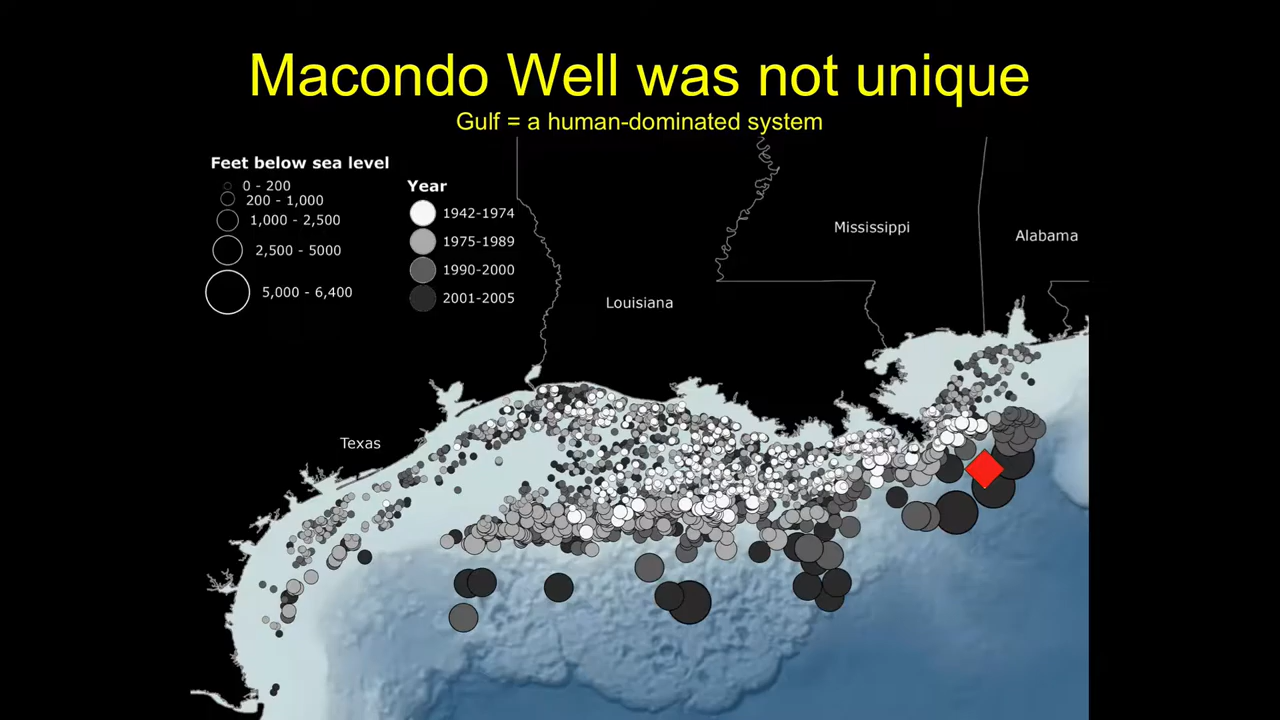 Macondo Well was not unique
Gulf = a human-dominated system
Feet below sea level
0 - 200
200 - 1,000
1,000 - 2,500
2,500 - 5000
5,000 - 6,400
Year
1942-1974
1975-1989
1990-2000
2001-2005
Mississippi
Alabama
Louisiana
Texas